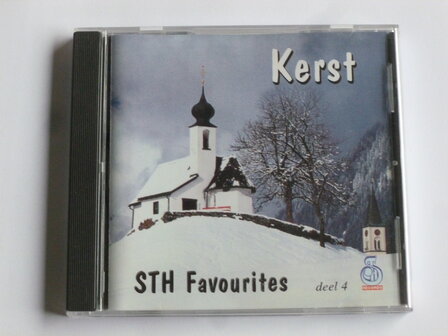 Kerst
STH Favourites deel 4